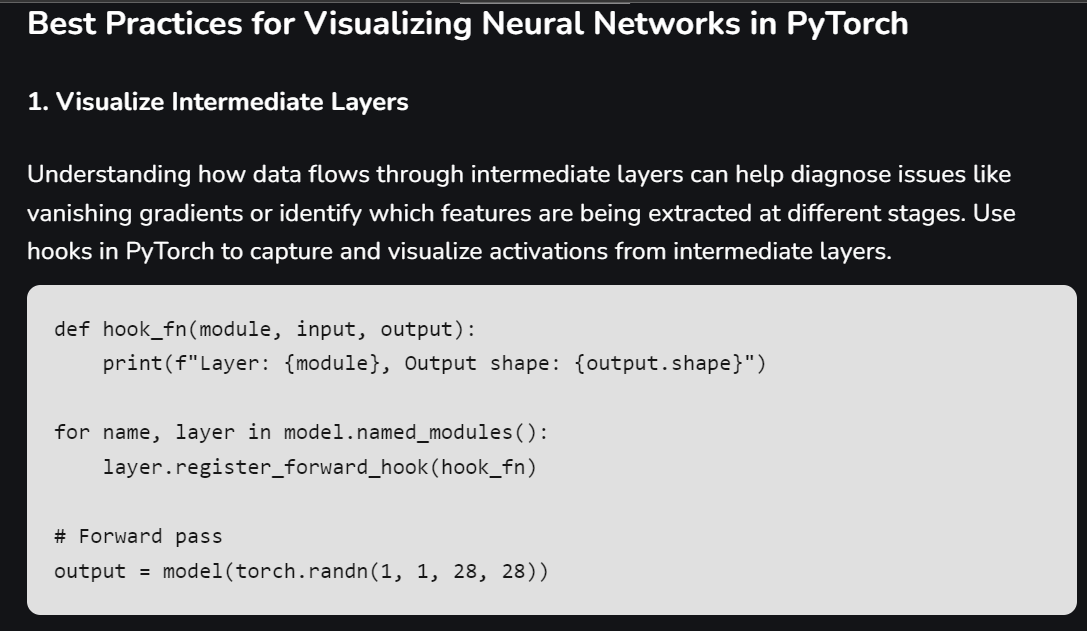 Best Practices for Visualizing Neural Networks in PyTorch
1. Visualize Intermediate Layers
Understanding how data flows through intermediate layers can help diagnose issues like
vanishing gradients or identify which features are being extracted at different stages. Use
hooks in PyTorch to capture and visualize activations from intermediate layers.
def hook_fn(module, input, output):
    print(f"Layer: {module}, Output shape: {output.shape}")
for name, layer in model.named_modules():
    layer.register_forward_hook(hook_fn)
# Forward pass
output = model(torch.randn(1, 1, 28, 28))